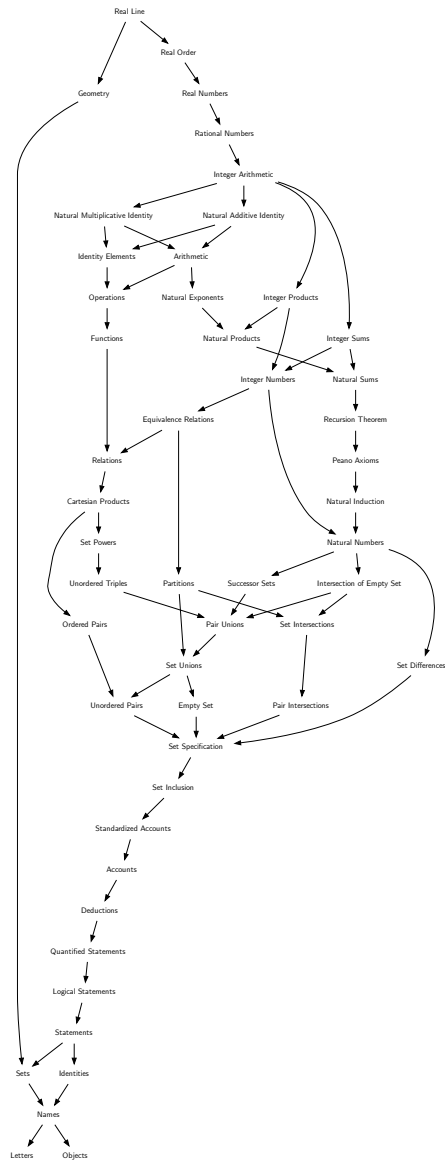 Real Line
Real Order
Geometry
Real Numbers
Rational Numbers
Integer Arithmetic
Natural Multiplicative Identity
Natural Additive Identity
Identity Elements
Arithmetic
Operations
Natural Exponents
Integer Products
Functions
Natural Products
Integer Sums
Integer Numbers
Natural Sums
Equivalence Relations
Recursion Theorem
Relations
Peano Axioms
Cartesian Products
Natural Induction
Set Powers
Natural Numbers
Unordered Triples
Partitions
Successor Sets
Intersection of Empty Set
Ordered Pairs
Pair Unions
Set Intersections
Set Unions
Set Differences
Unordered Pairs
Empty Set
Pair Intersections
Set Specification
Set Inclusion
Standardized Accounts
Accounts
Deductions
Quantified Statements
Logical Statements
Statements
Sets
Identities
Names
Letters
Objects